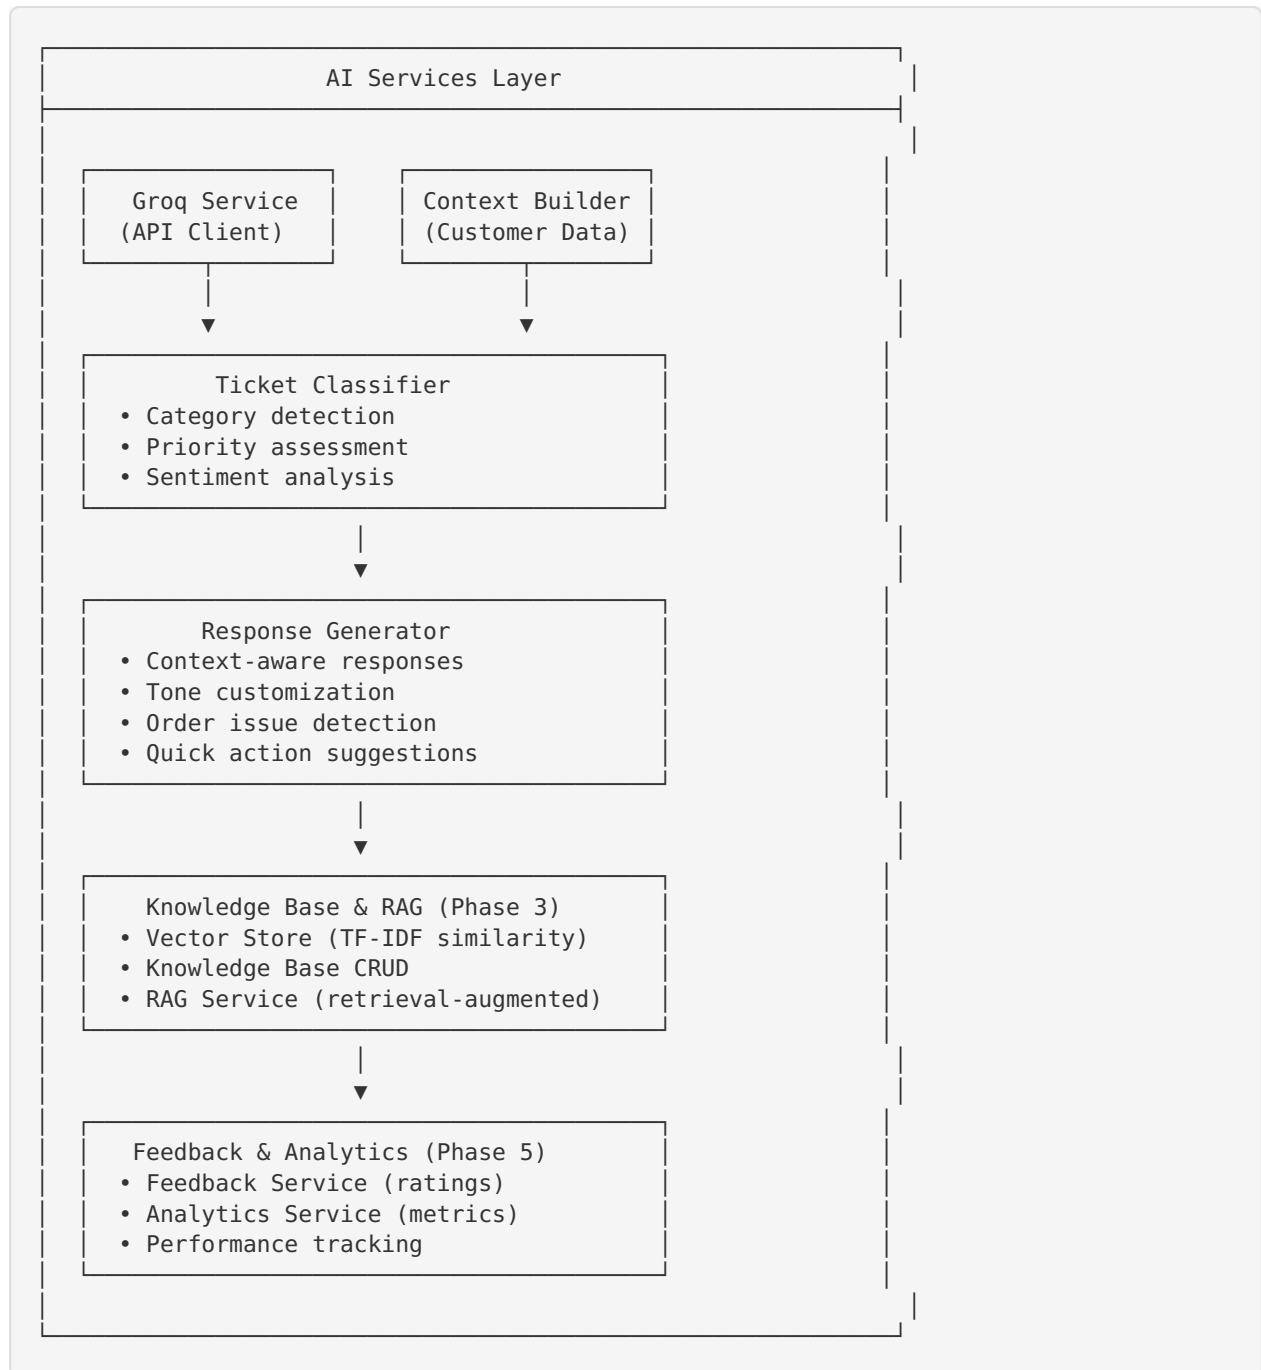 AI Services Layer
Groq Service Context Builder
(API Client) (Customer Data)
Ticket Classifier
• Category detection
• Priority assessment
• Sentiment analysis
Response Generator
• Context-aware responses
• Tone customization
• Order issue detection
• Quick action suggestions
Knowledge Base & RAG (Phase 3)
• Vector Store (TF-IDF similarity)
• Knowledge Base CRUD
• RAG Service (retrieval-augmented)
Feedback & Analytics (Phase 5)
• Feedback Service (ratings)
• Analytics Service (metrics)
• Performance tracking